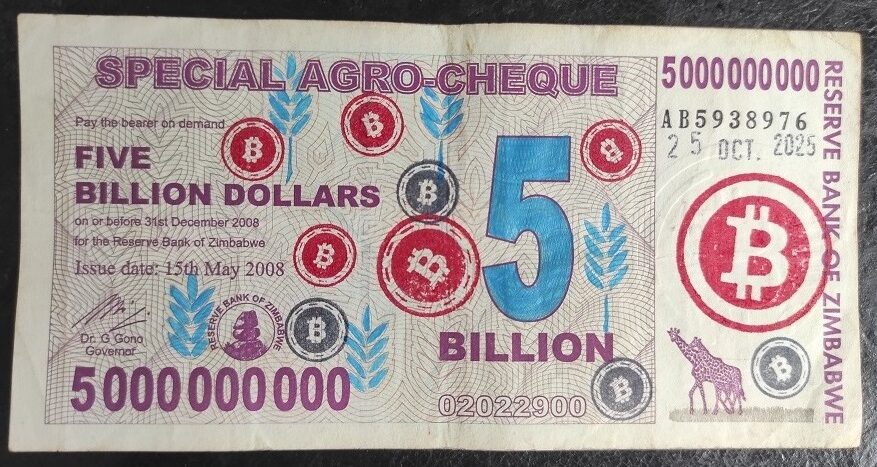 SPECIAL AGRO-CHEQUE
5000000000
AB5938976
25 OCT. 2025
Pay the bearer on demand
FIVE
BILLION DOLLARS
on or before 31st December 2008
for the Reserve Bank of Zimbabwe
Issue date: 15th May 2008
Dr. G Gono
Governor
RESERVE BANK OF ZIMBABWE
5000000000
5
BILLION
02022900
RESERVE BANK OF ZIMBABWE